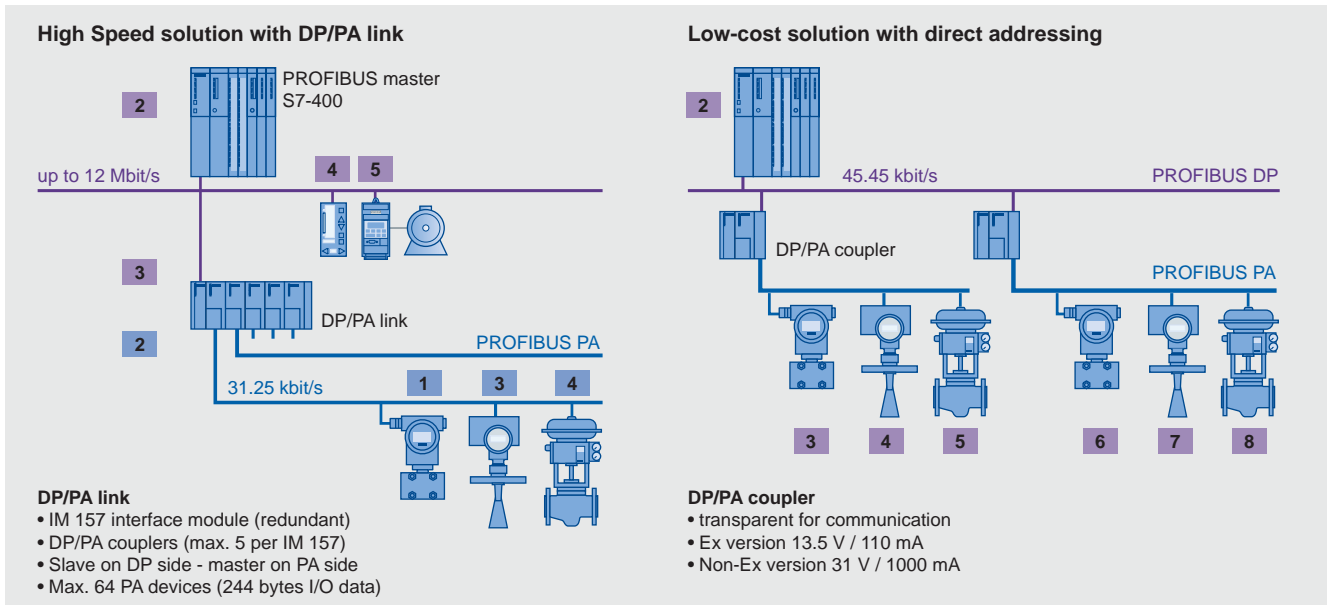 High Speed solution with DP/PA link
PROFIBUS master
S7-400
2
up to 12 Mbit/s
4
5
3
DP/PA link
2
PROFIBUS PA
31.25 kbit/s
1
3
4
DP/PA link
• IM 157 interface module (redundant)
• DP/PA couplers (max. 5 per IM 157)
• Slave on DP side - master on PA side
• Max. 64 PA devices (244 bytes I/O data)
Low-cost solution with direct addressing
2
45.45 kbit/s
PROFIBUS DP
DP/PA coupler
PROFIBUS PA
3
4
5
6
7
8
DP/PA coupler
• transparent for communication
• Ex version 13.5 V / 110 mA
• Non-Ex version 31 V / 1000 mA